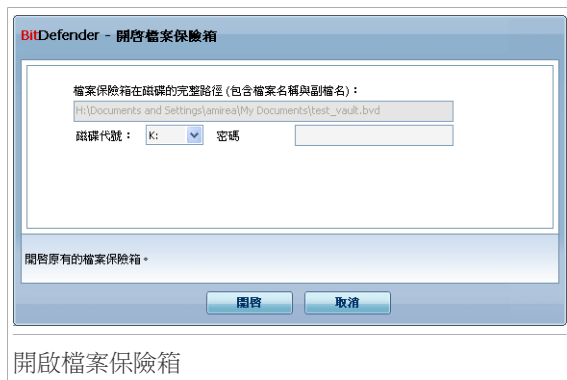 BitDefender - 開啓檔案保險箱
檔案保險箱在磁碟的完整路徑 (包含檔案名稱與副檔名)：
H:\Documents and Settings\amirea\My Documents\test_vault.bvd
磁碟代號： K: 密碼
開啓原有的檔案保險箱。
開啓 取消
開啟檔案保險箱